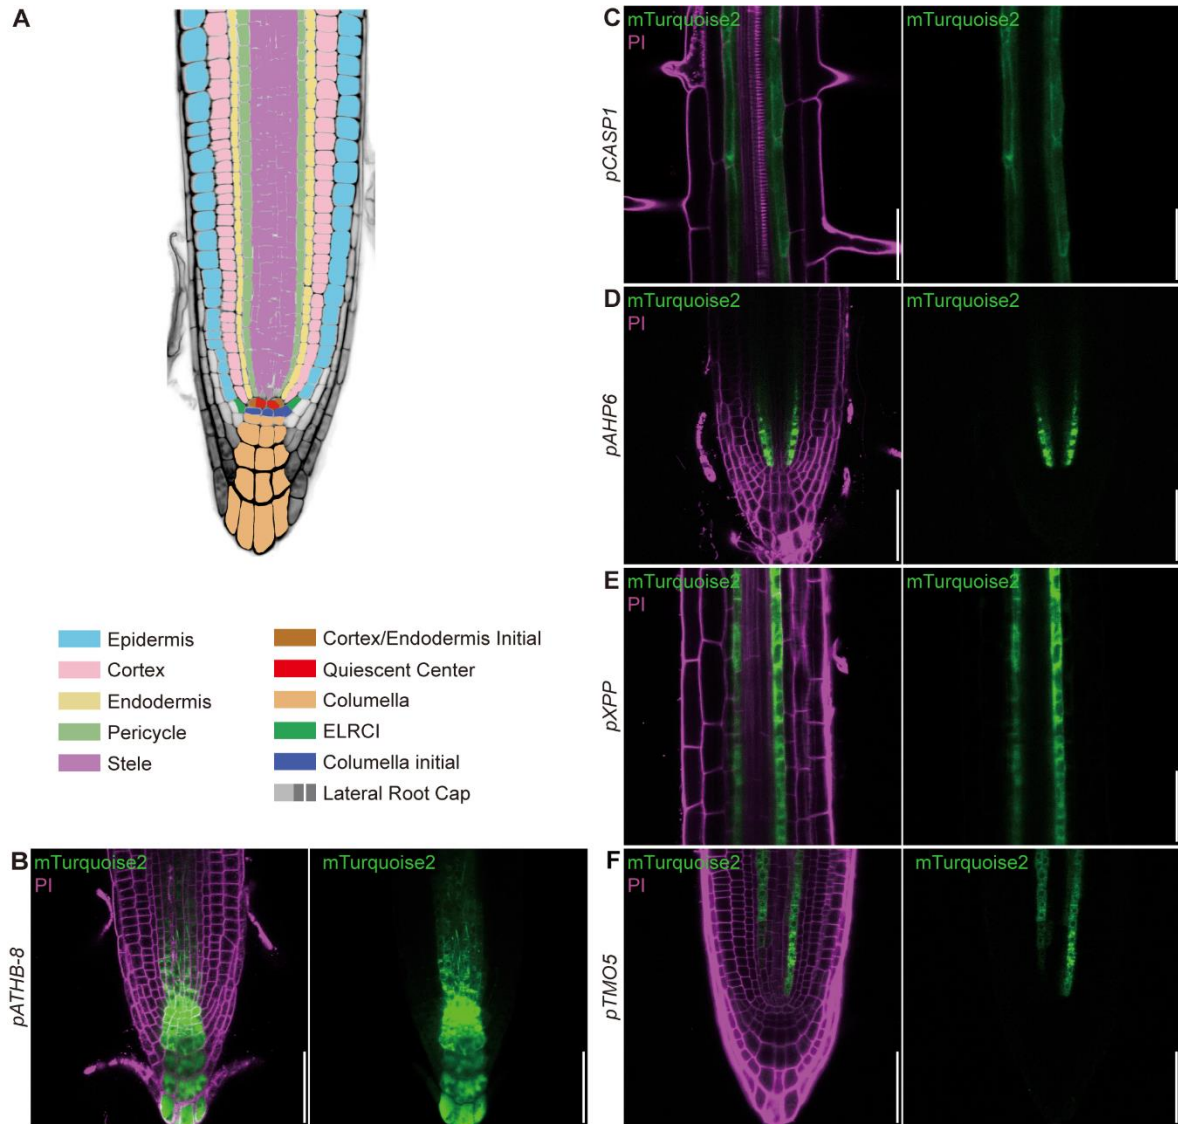 A
Epidermis
Cortex
Endodermis
Pericycle
Stele
Cortex/Endodermis Initial
Quiescent Center
Columella
ELRCI
Columella initial
Lateral Root Cap
B
pATHB-8
mTurquoise2
PI
mTurquoise2
C
pCASP1
mTurquoise2
PI
mTurquoise2
D
pAHP6
mTurquoise2
PI
mTurquoise2
E
pXPP
mTurquoise2
PI
mTurquoise2
F
pTMO5
mTurquoise2
PI
mTurquoise2